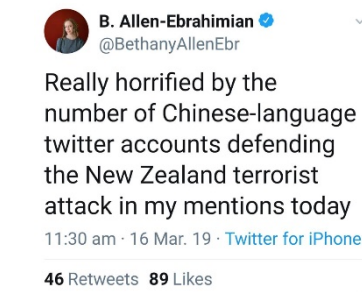 B. Allen-Ebrahimian
@BethanyAllenEbr
Really horrified by the
number of Chinese-language
twitter accounts defending
the New Zealand terrorist
attack in my mentions today
11:30 am · 16 Mar. 19 · Twitter for iPhone
46 Retweets 89 Likes